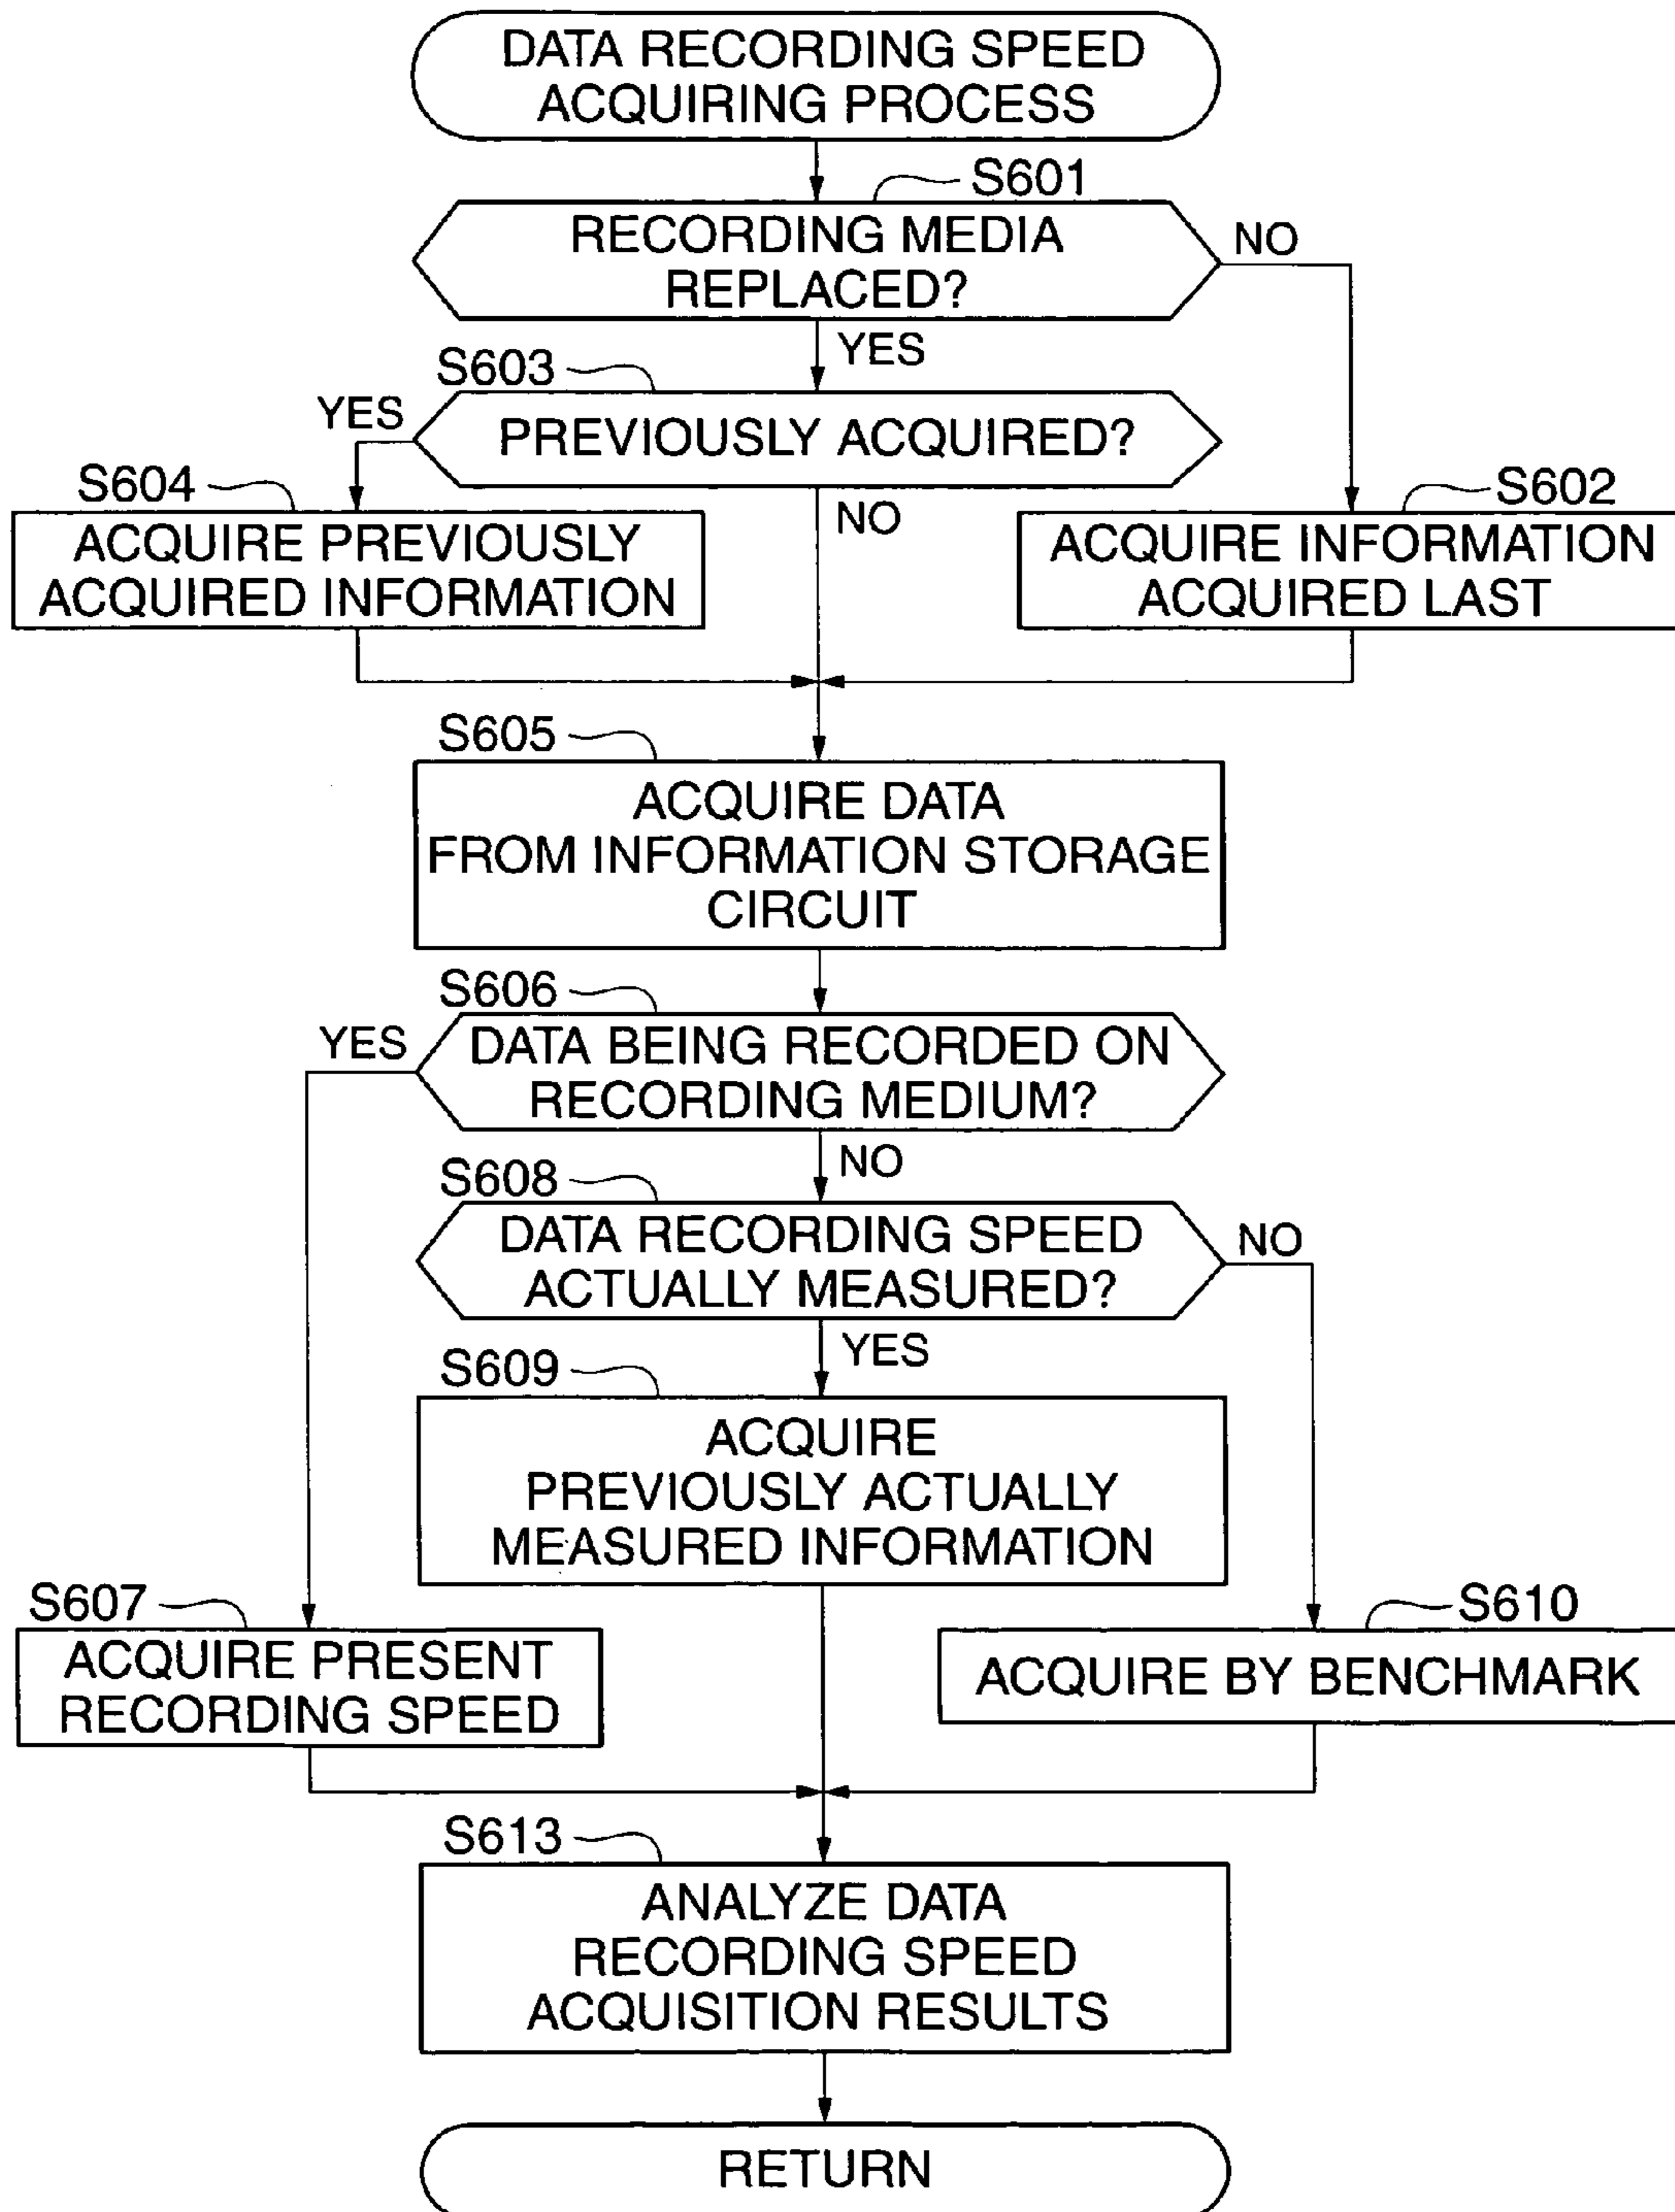 DATA RECORDING SPEED
ACQUIRING PROCESS
S601
RECORDING MEDIA
REPLACED?
NO
YES
S603
YES
PREVIOUSLY ACQUIRED?
NO
S604
ACQUIRE PREVIOUSLY
ACQUIRED INFORMATION
S602
ACQUIRE INFORMATION
ACQUIRED LAST
S605
ACQUIRE DATA
FROM INFORMATION STORAGE
CIRCUIT
S606
YES
DATA BEING RECORDED ON
RECORDING MEDIUM?
NO
S608
DATA RECORDING SPEED
ACTUALLY MEASURED?
NO
YES
S609
ACQUIRE
PREVIOUSLY ACTUALLY
MEASURED INFORMATION
S607
ACQUIRE PRESENT
RECORDING SPEED
S610
ACQUIRE BY BENCHMARK
S613
ANALYZE DATA
RECORDING SPEED
ACQUISITION RESULTS
RETURN